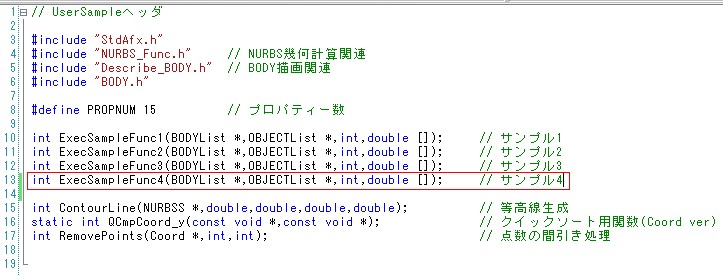 1 // UserSampleヘッダ
2
3 #include "StdAfx.h"
4 #include "NURBS_Func.h" // NURBS幾何計算関連
5 #include "Describe_BODY.h" // BODY描画関連
6 #include "BODY.h"
7
8 #define PROPNUM 15 // プロパティー数
9
10 int ExecSampleFunc1(BODYList *,OBJECTList *,int,double []); // サンプル1
11 int ExecSampleFunc2(BODYList *,OBJECTList *,int,double []); // サンプル2
12 int ExecSampleFunc3(BODYList *,OBJECTList *,int,double []); // サンプル3
13 int ExecSampleFunc4(BODYList *,OBJECTList *,int,double []); // サンプル4
14
15 int ContourLine(NURBSS *,double,double,double,double); // 等高線生成
16 static int QCmpCoord_y(const void *,const void *); // クイックソート用関数(Coord ver)
17 int RemovePoints(Coord *,int,int); // 点数の間引き処理
18
19